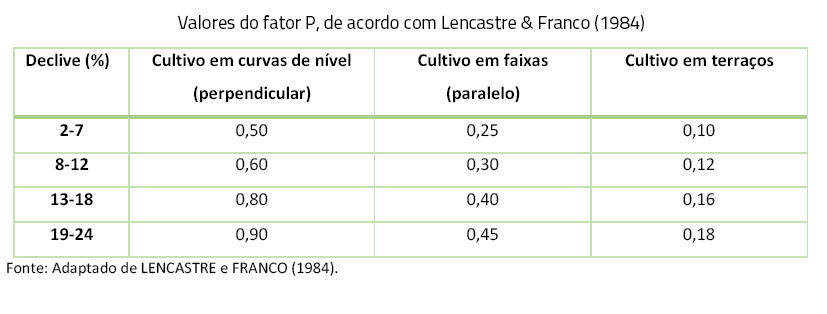 Valores do fator P, de acordo com Lencastre & Franco (1984)
Declive (%) Cultivo em curvas de nível Cultivo em faixas Cultivo em terraços
(perpendicular) (paralelo)
2-7 0,50 0,25 0,10
8-12 0,60 0,30 0,12
13-18 0,80 0,40 0,16
19-24 0,90 0,45 0,18
Fonte: Adaptado de LENCASTRE e FRANCO (1984).